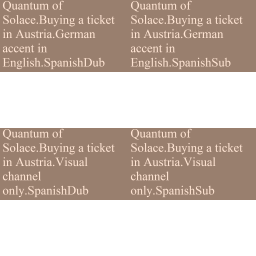 Quantum of
Solace.Buying a ticket
in Austria.German
accent in
English.SpanishDub
Quantum of
Solace.Buying a ticket
in Austria.German
accent in
English.SpanishSub
Quantum of
Solace.Buying a ticket
in Austria.Visual
channel
only.SpanishDub
Quantum of
Solace.Buying a ticket
in Austria.Visual
channel
only.SpanishSub